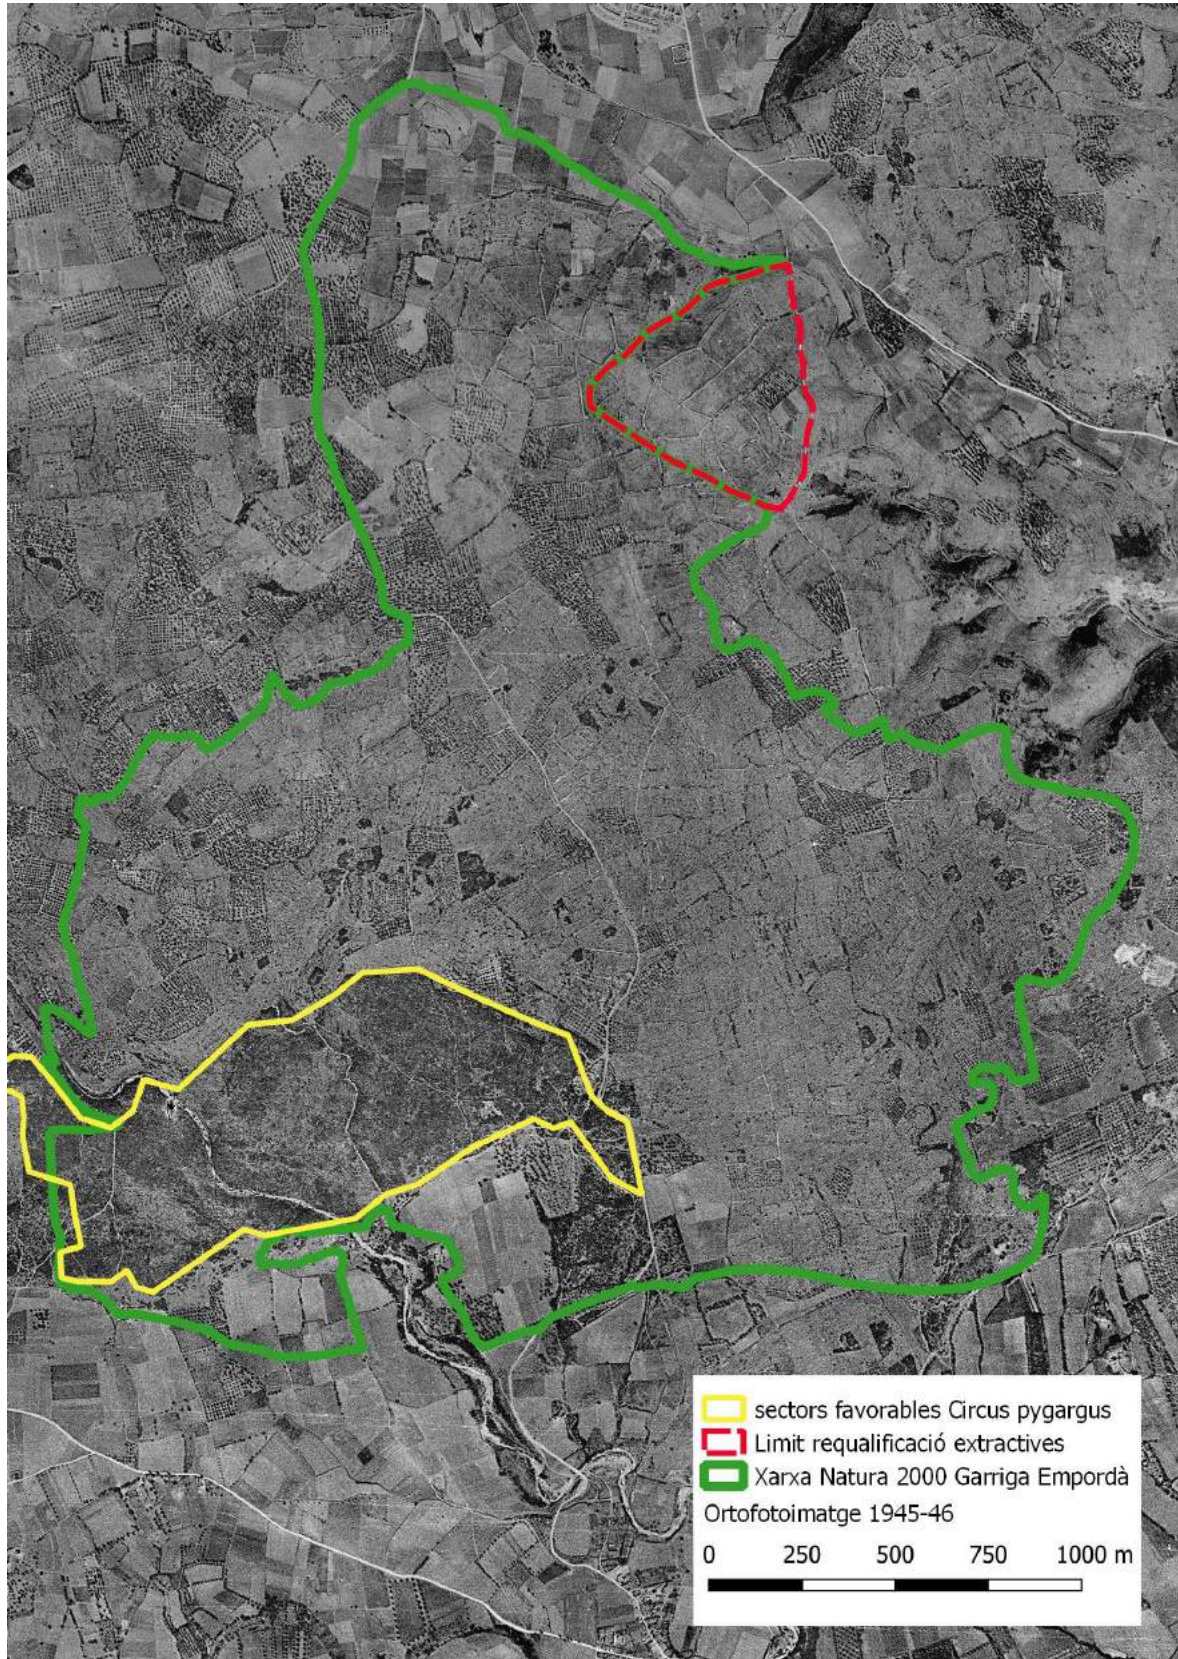 sectors favorables Circus pygargus
Limit requalificació extractives
Xarxa Natura 2000 Garriga Empordà
Ortofotoimatge 1945-46
0 250 500 750 1000 m